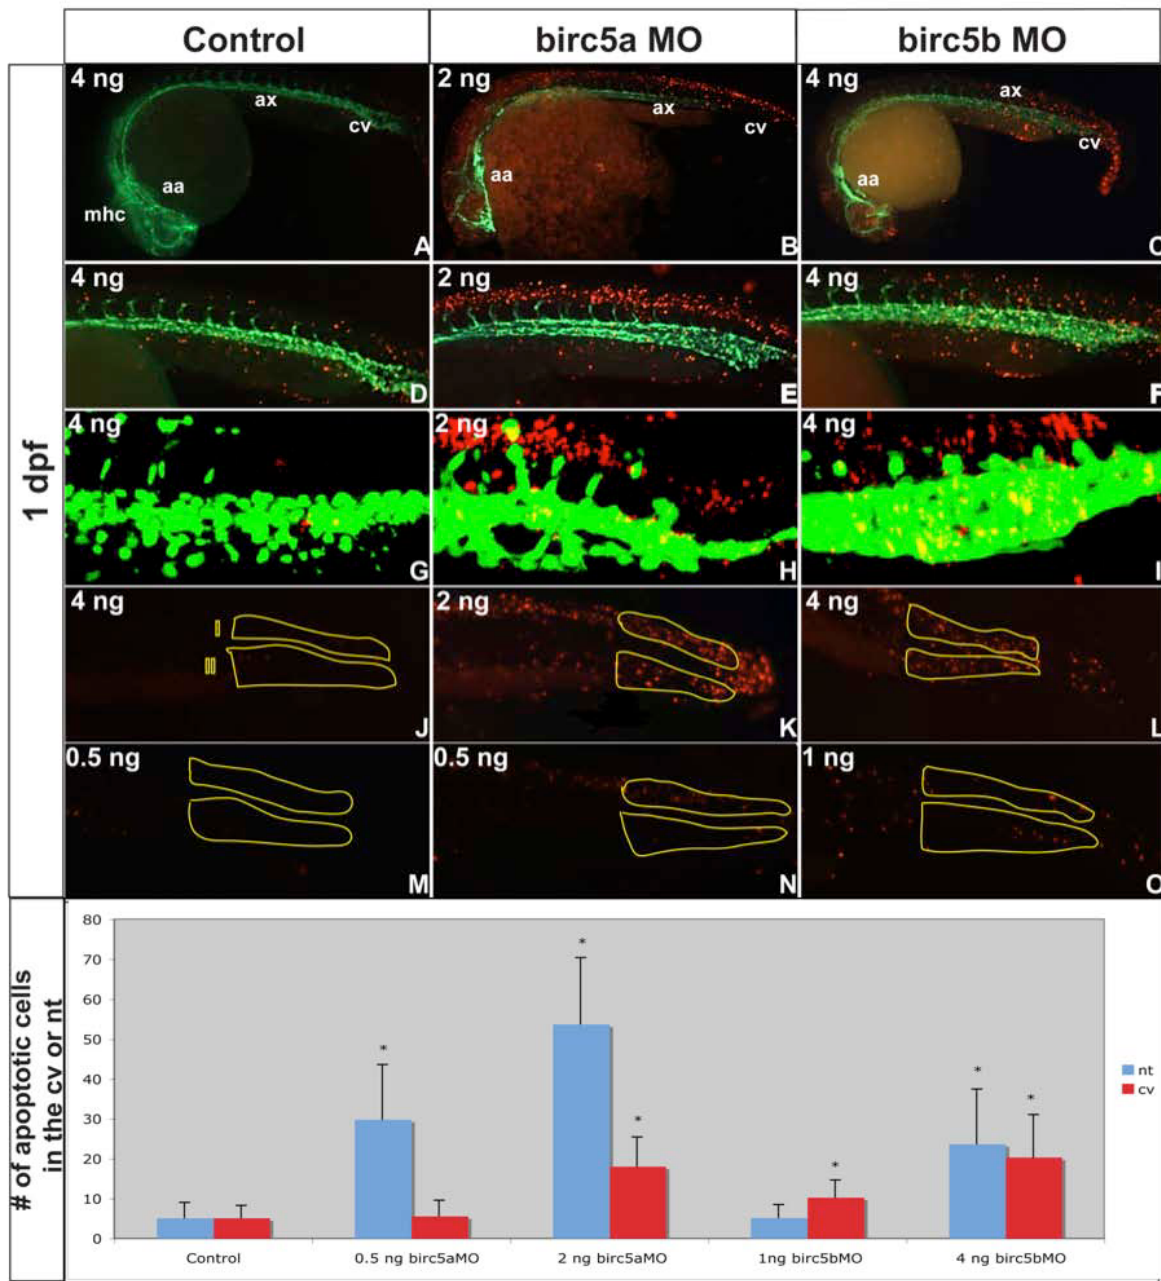 Control
birc5a MO
birc5b MO
1 dpf
4 ng
ax
cv
aa
mhc
A
2 ng
ax
cv
aa
B
4 ng
ax
cv
aa
C
4 ng
D
2 ng
E
4 ng
F
4 ng
G
2 ng
H
4 ng
I
4 ng
I
II
J
2 ng
K
4 ng
L
0.5 ng
M
0.5 ng
N
1 ng
O
# of apoptotic cells
in the cv or nt
80
70
60
50
40
30
20
10
0
*
*
*
*
*
*
nt
cv
Control
0.5 ng birc5aMO
2 ng birc5aMO
1ng birc5bMO
4 ng birc5bMO